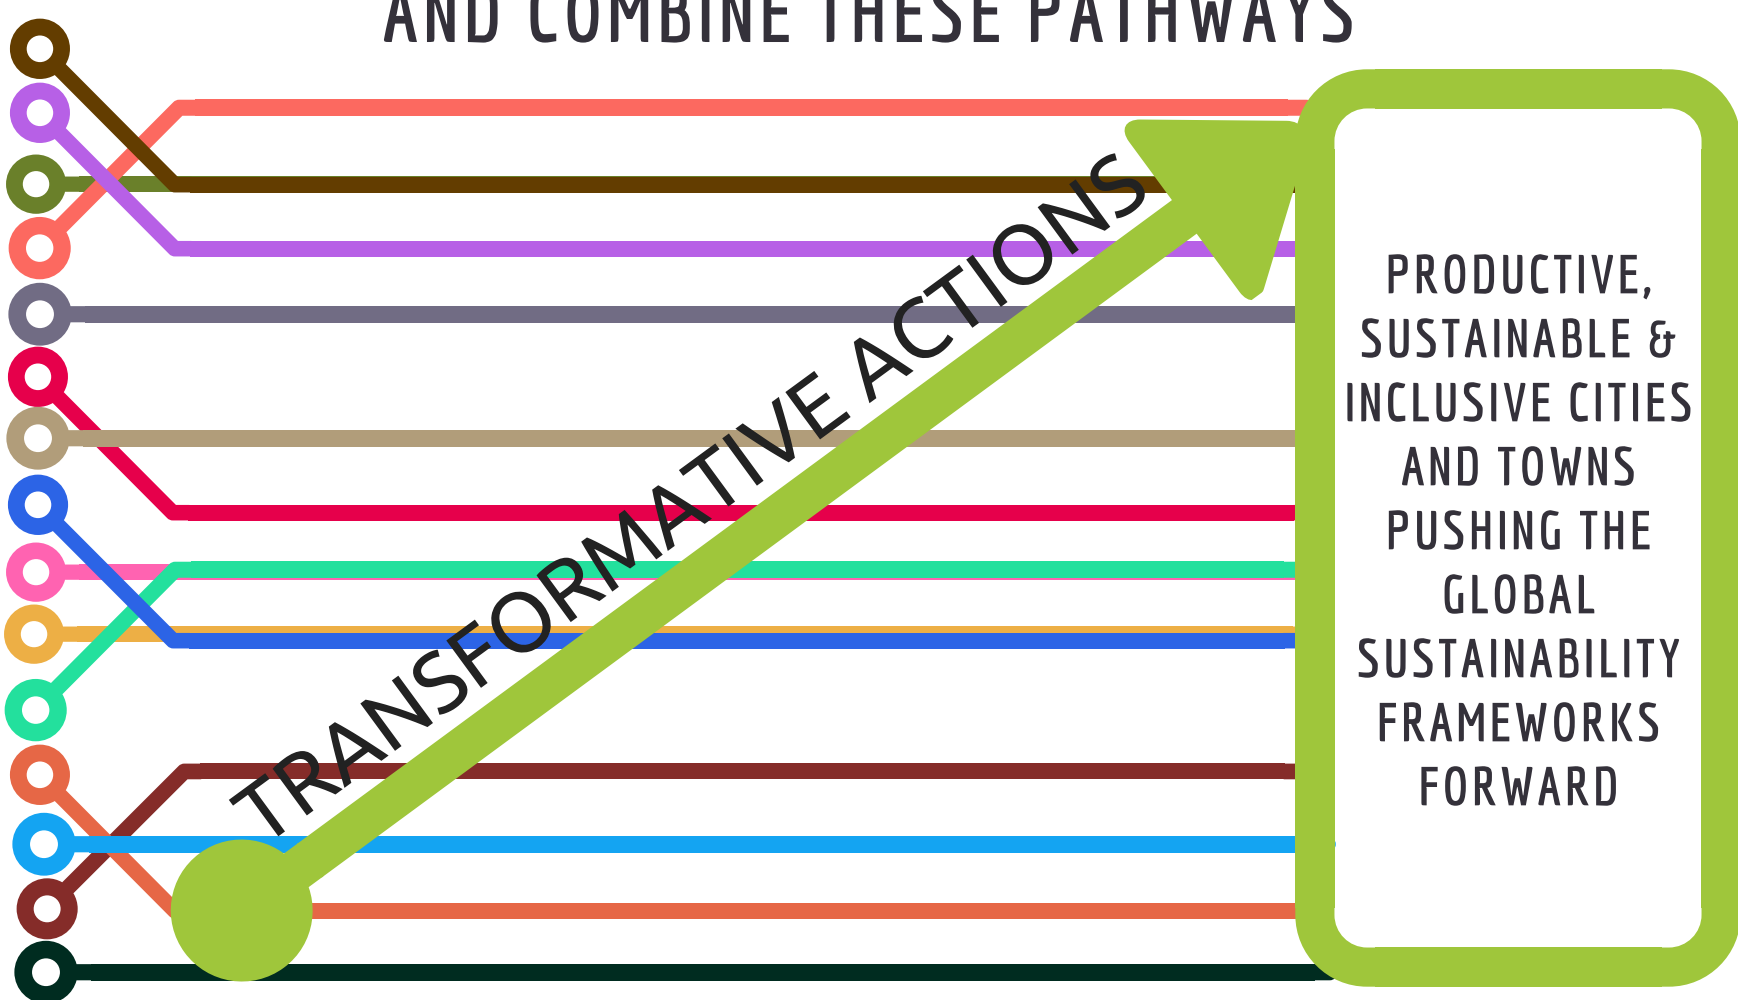 AND COMBINE THESE PATHWAYS
TRANSFORMATIVE ACTIONS
PRODUCTIVE,
SUSTAINABLE &
INCLUSIVE CITIES
AND TOWNS
PUSHING THE
GLOBAL
SUSTAINABILITY
FRAMEWORKS
FORWARD